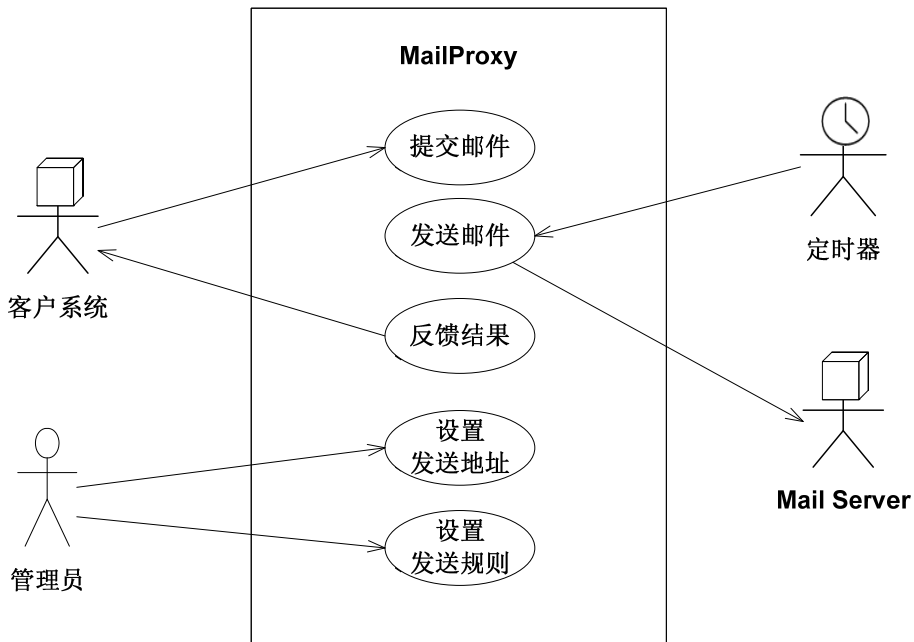 MailProxy
提交邮件
发送邮件
反馈结果
设置
发送地址
设置
发送规则
客户系统
管理员
定时器
Mail Server